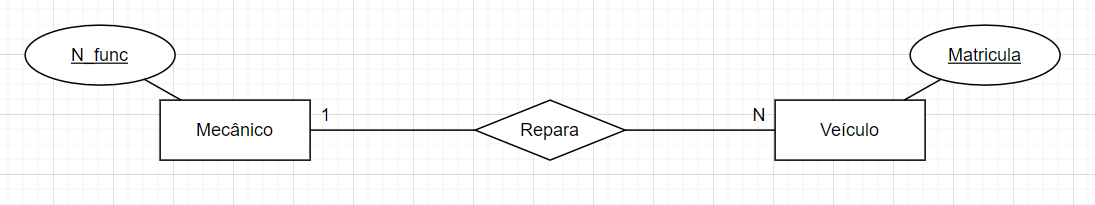 N_func
Matricula
Mecânico
1
Repara
N
Veículo